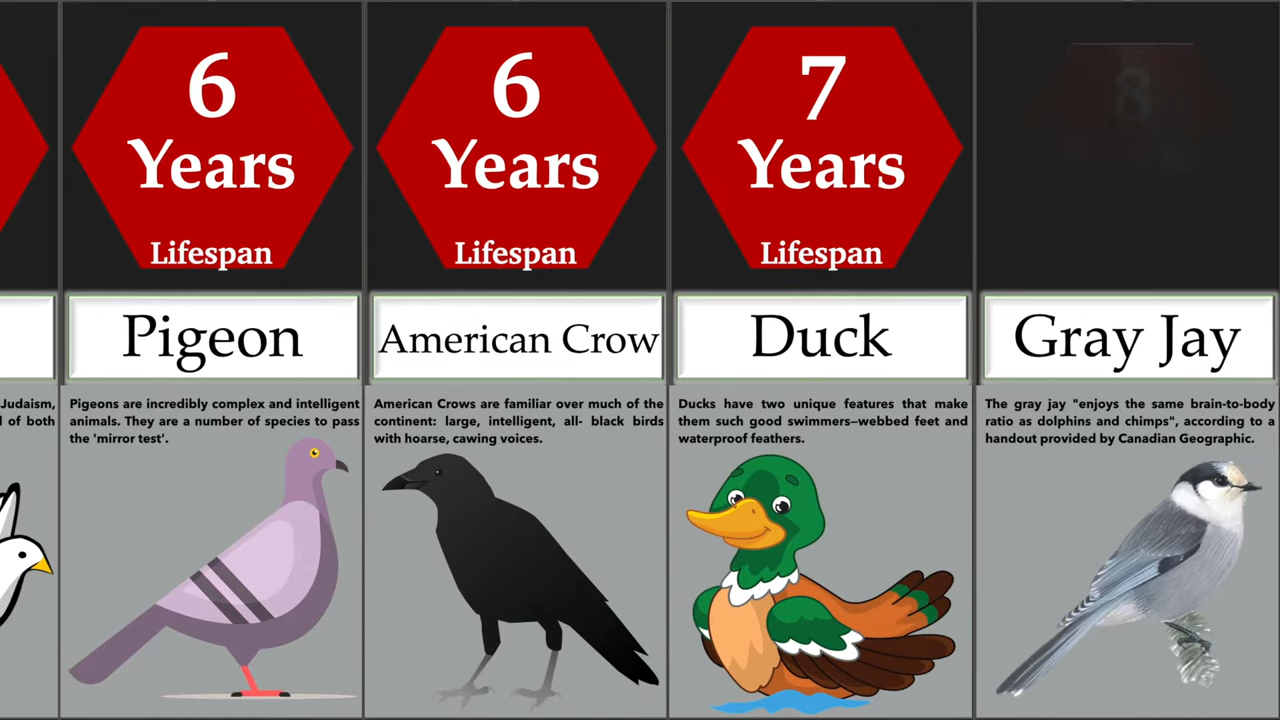 6
Years
Lifespan
Pigeon
Pigeons are incredibly complex and intelligent
animals. They are a number of species to pass
the 'mirror test'.
6
Years
Lifespan
American Crow
American Crows are familiar over much of the
continent: large, intelligent, all- black birds
with hoarse, cawing voices.
7
Years
Lifespan
Duck
Ducks have two unique features that make
them such good swimmers—webbed feet and
waterproof feathers.
8
Gray Jay
The gray jay "enjoys the same brain-to-body
ratio as dolphins and chimps", according to a
handout provided by Canadian Geographic.
Judaism,
of both